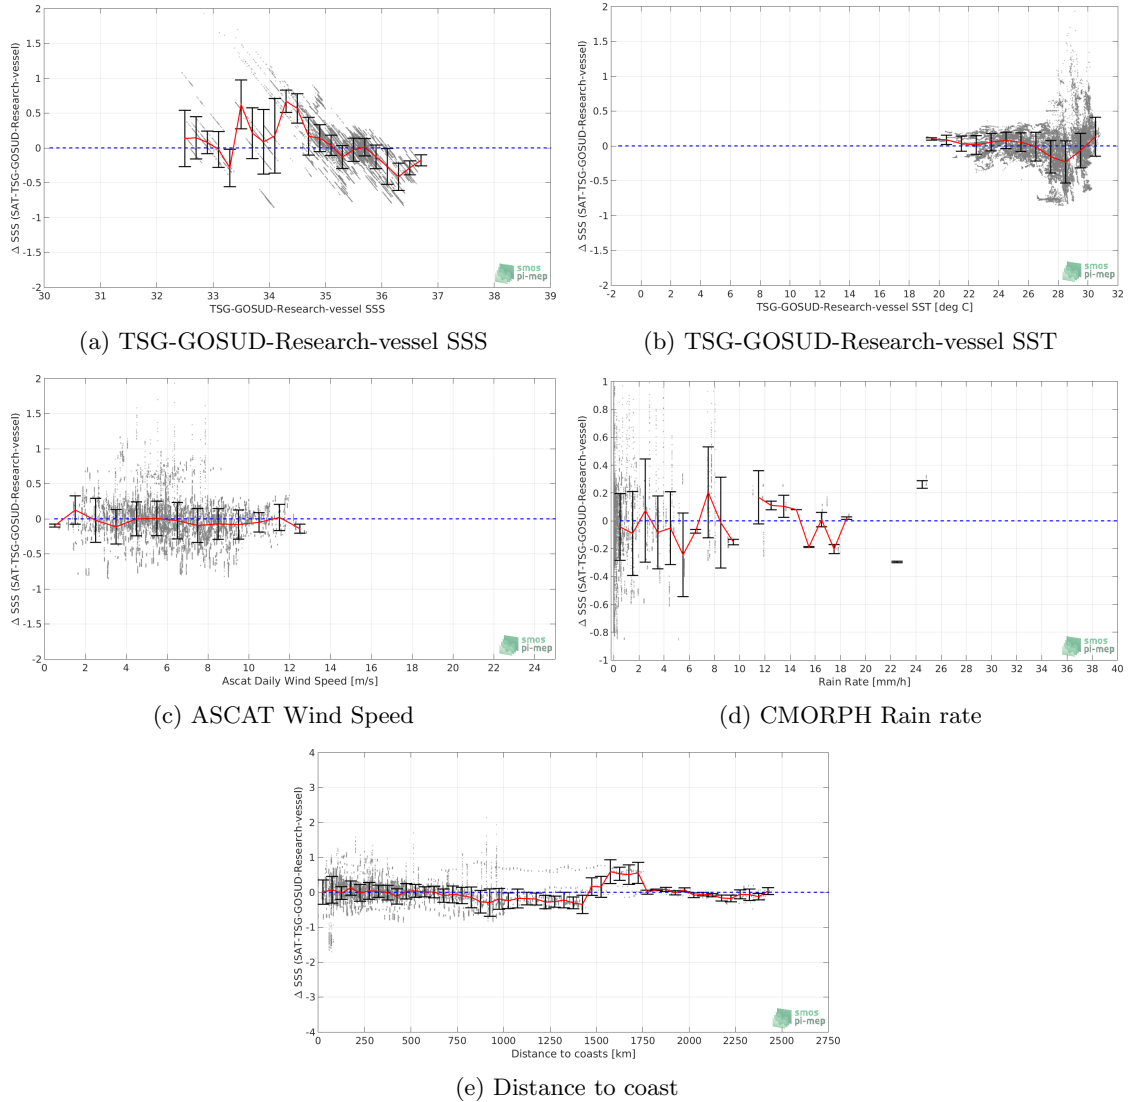 2
1.5
1
0.5
0
-0.5
-1
-1.5
-2
Δ SSS (SAT-TSG-GOSUD-Research-vessel)
30 31 32 33 34 35 36 37 38 39
TSG-GOSUD-Research-vessel SSS
smos
pi-mep
(a) TSG-GOSUD-Research-vessel SSS
2
1.5
1
0.5
0
-0.5
-1
-1.5
-2
Δ SSS (SAT-TSG-GOSUD-Research-vessel)
-2 0 2 4 6 8 10 12 14 16 18 20 22 24 26 28 30 32
TSG-GOSUD-Research-vessel SST [deg C]
smos
pi-mep
(b) TSG-GOSUD-Research-vessel SST
2
1.5
1
0.5
0
-0.5
-1
-1.5
-2
Δ SSS (SAT-TSG-GOSUD-Research-vessel)
0 2 4 6 8 10 12 14 16 18 20 22 24
Ascat Daily Wind Speed [m/s]
smos
pi-mep
(c) ASCAT Wind Speed
1
0.8
0.6
0.4
0.2
0
-0.2
-0.4
-0.6
-0.8
-1
Δ SSS (SAT-TSG-GOSUD-Research-vessel)
0 2 4 6 8 10 12 14 16 18 20 22 24 26 28 30 32 34 36 38 40
Rain Rate [mm/h]
smos
pi-mep
(d) CMORPH Rain rate
4
3
2
1
0
-1
-2
-3
-4
Δ SSS (SAT-TSG-GOSUD-Research-vessel)
0 250 500 750 1000 1250 1500 1750 2000 2250 2500 2750
Distance to coasts [km]
smos
pi-mep
(e) Distance to coast